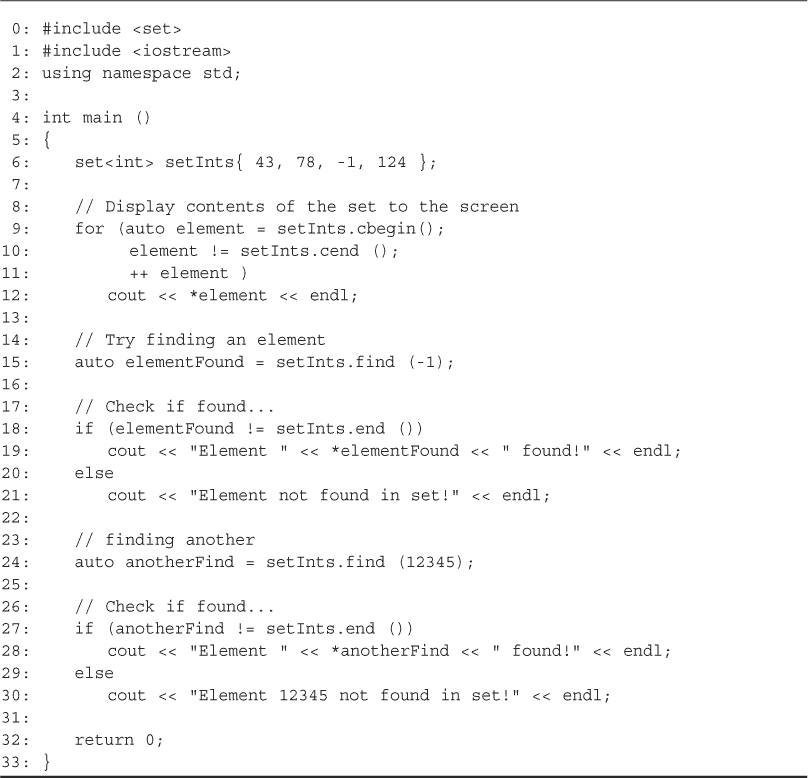 0: #include <set>
1: #include <iostream>
2: using namespace std;
3:
4: int main ()
5: {
6:    set<int> setInts{ 43, 78, -1, 124 };
7:
8:    // Display contents of the set to the screen
9:    for (auto element = setInts.cbegin();
10:         element != setInts.cend ();
11:         ++ element )
12:       cout << *element << endl;
13:
14:    // Try finding an element
15:    auto elementFound = setInts.find (-1);
16:
17:    // Check if found...
18:    if (elementFound != setInts.end ())
19:       cout << "Element " << *elementFound << " found!" << endl;
20:    else
21:       cout << "Element not found in set!" << endl;
22:
23:    // finding another
24:    auto anotherFind = setInts.find (12345);
25:
26:    // Check if found...
27:    if (anotherFind != setInts.end ())
28:       cout << "Element " << *anotherFind << " found!" << endl;
29:    else
30:       cout << "Element 12345 not found in set!" << endl;
31:
32:    return 0;
33: }